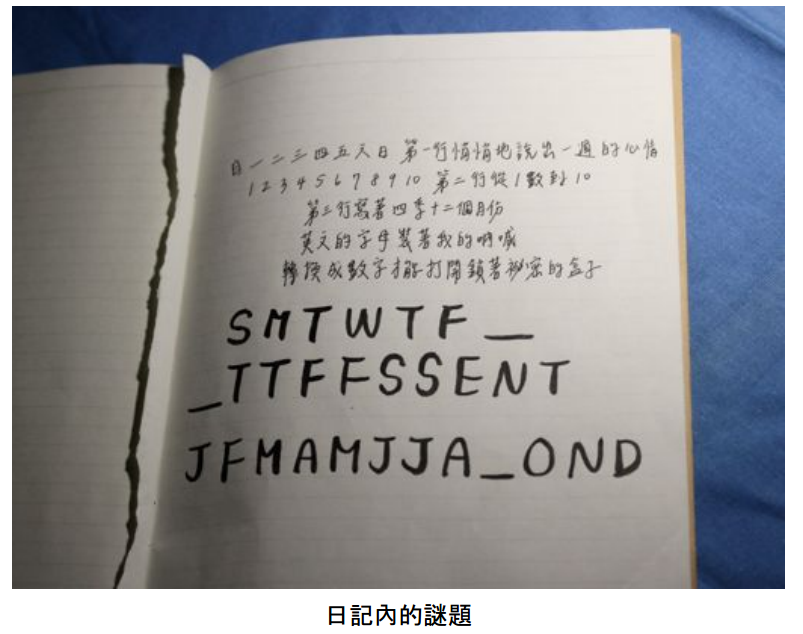 日一二三四五六日 第一行悄悄地說出一週的心情
1 2 3 4 5 6 7 8 9 10 第二行從1數到10
第三行寫著四季十二個月份
英文的字母裝著我的吶喊
轉換成數字才能打開鎖著祕密的盒子
SMTWTF_
_TTFFSSENT
JFMAMJJA_OND
日記內的謎題